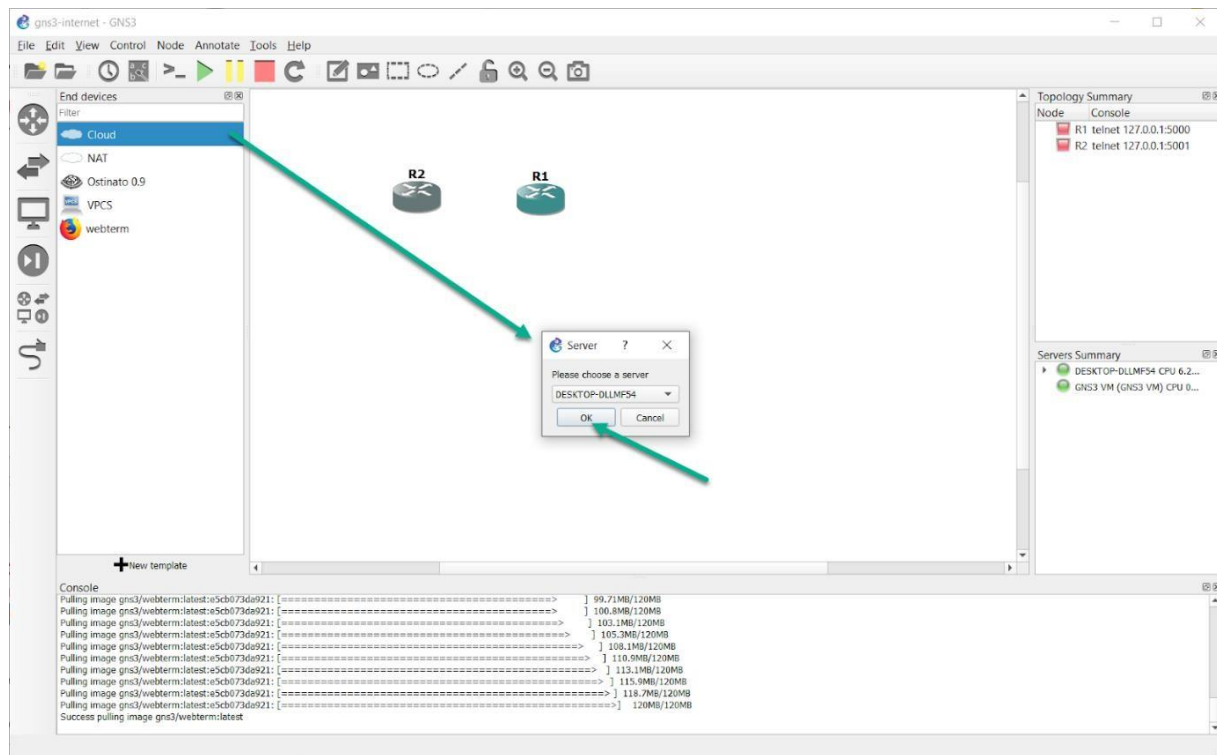 gns3-internet - GNS3
File Edit View Control Node Annotate Tools Help
End devices
Filter
Cloud
NAT
Ostinato 0.9
VPCS
webterm
New template
R2
R1
Server ?
Please choose a server
DESKTOP-DLLMF54
OK Cancel
Topology Summary
Node Console
R1 telnet 127.0.0.1:5000
R2 telnet 127.0.0.1:5001
Servers Summary
DESKTOP-DLLMF54 CPU 6.2...
GNS3 VM (GNS3 VM) CPU 0...
Console
Pulling image gns3/webterm:latest:e5cb073da921: [=========================================> ] 99.71MB/120MB
Pulling image gns3/webterm:latest:e5cb073da921: [=========================================> ] 100.8MB/120MB
Pulling image gns3/webterm:latest:e5cb073da921: [==========================================> ] 103.1MB/120MB
Pulling image gns3/webterm:latest:e5cb073da921: [===========================================> ] 105.3MB/120MB
Pulling image gns3/webterm:latest:e5cb073da921: [=============================================> ] 108.1MB/120MB
Pulling image gns3/webterm:latest:e5cb073da921: [==============================================> ] 110.9MB/120MB
Pulling image gns3/webterm:latest:e5cb073da921: [===============================================> ] 113.1MB/120MB
Pulling image gns3/webterm:latest:e5cb073da921: [================================================> ] 115.9MB/120MB
Pulling image gns3/webterm:latest:e5cb073da921: [=================================================> ] 118.7MB/120MB
Pulling image gns3/webterm:latest:e5cb073da921: [==================================================>] 120MB/120MB
Success pulling image gns3/webterm:latest